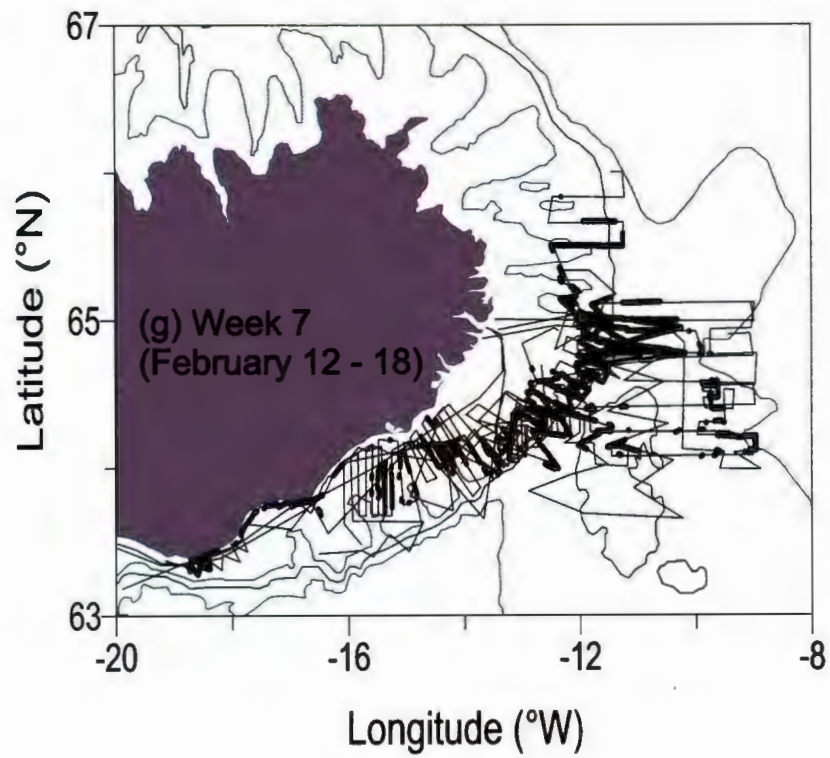 67
65
63
Latitude (°N)
(g) Week 7
(February 12 - 18)
-20
-16
-12
-8
Longitude (°W)